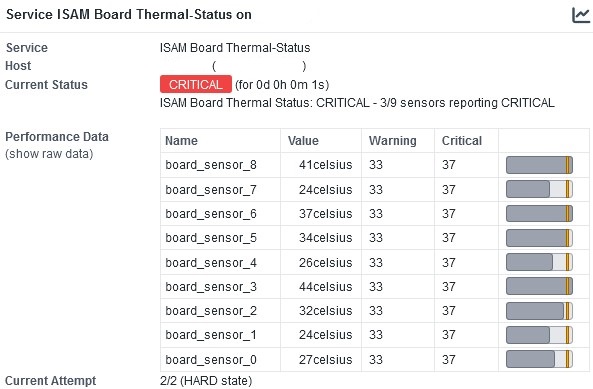 Service ISAM Board Thermal-Status on
Service ISAM Board Thermal-Status
Host ( )
Current Status CRITICAL (for 0d 0h 0m 1s)
ISAM Board Thermal Status: CRITICAL - 3/9 sensors reporting CRITICAL
Performance Data
(show raw data)
Name Value Warning Critical
board_sensor_8 41celsius 33 37
board_sensor_7 24celsius 33 37
board_sensor_6 37celsius 33 37
board_sensor_5 34celsius 33 37
board_sensor_4 26celsius 33 37
board_sensor_3 44celsius 33 37
board_sensor_2 32celsius 33 37
board_sensor_1 24celsius 33 37
board_sensor_0 27celsius 33 37
Current Attempt 2/2 (HARD state)